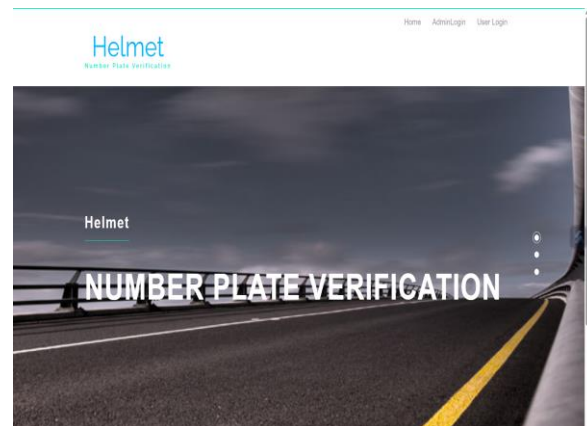 Home AdminLogin User Login
Helmet
Number Plate Verification
Helmet
NUMBER PLATE VERIFICATION